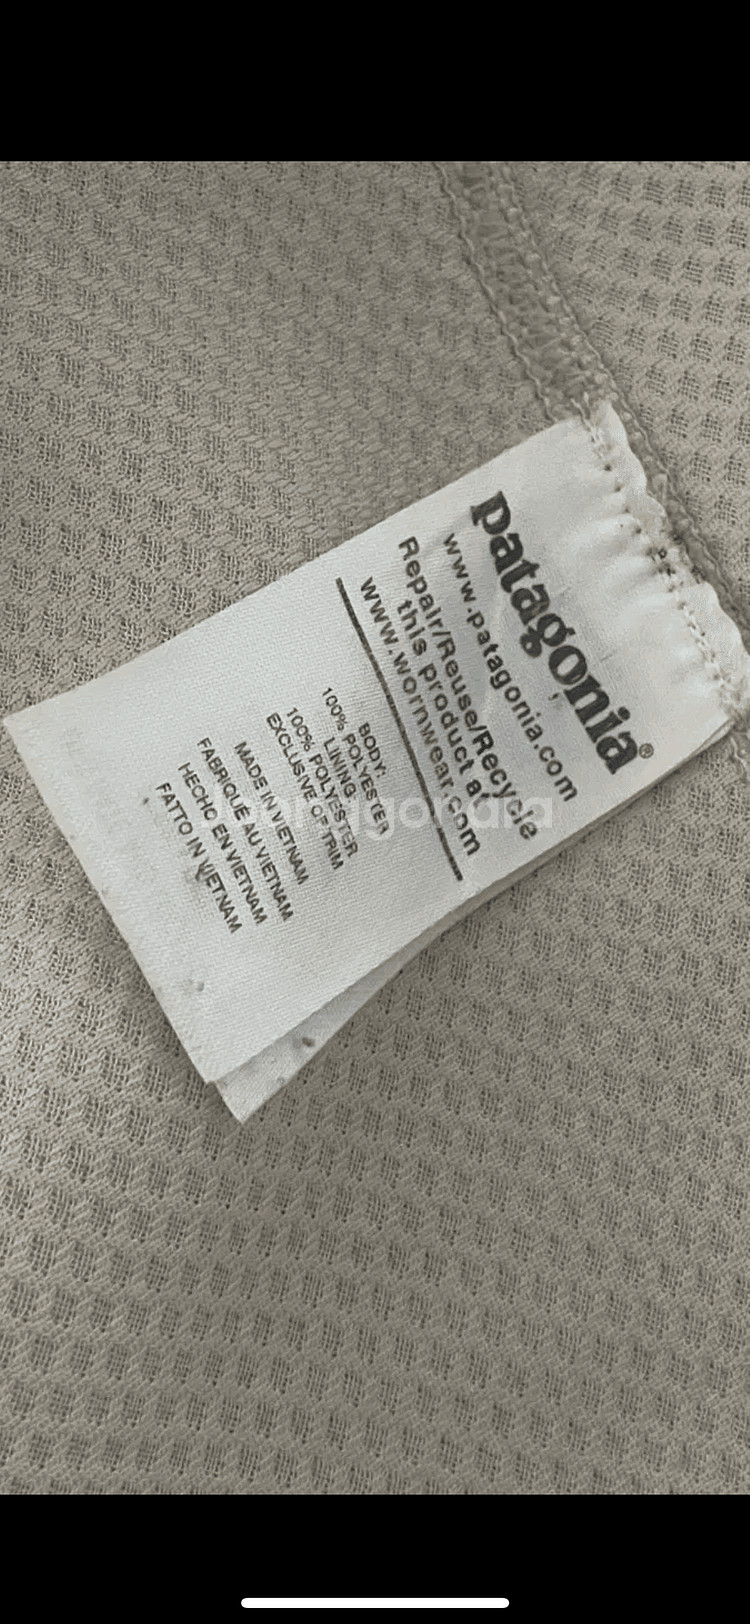 patagonia®
www.patagonia.com
Repair/Reuse/Recycle
this product at
www.wornwear.com
BODY:
100% POLYESTER
LINING:
100% POLYESTER
EXCLUSIVE OF TRIM
MADE IN VIETNAM
FABRIQUÉ AU VIETNAM
HECHO EN VIETNAM
FATTO IN VIETNAM